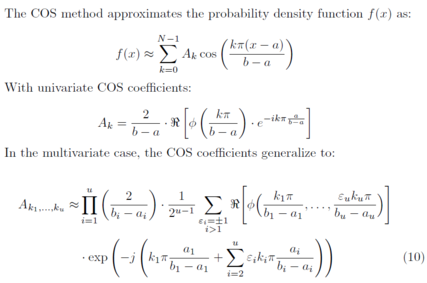 The COS method approximates the probability density function $f(x)$ as:
$$f(x) \approx \sum_{k=0}^{N-1} A_k \cos\left(\frac{k\pi(x-a)}{b-a}\right)$$
With univariate COS coefficients:
$$A_k = \frac{2}{b-a} \cdot \Re\left[\phi\left(\frac{k\pi}{b-a}\right) \cdot e^{-ik\pi\frac{a}{b-a}}\right]$$
In the multivariate case, the COS coefficients generalize to:
$$A_{k_1,\ldots,k_u} \approx \prod_{i=1}^{u}\left(\frac{2}{b_i-a_i}\right) \cdot \frac{1}{2^{u-1}} \sum_{\substack{\varepsilon_i=\pm1 \\ i>1}} \Re\left[\phi\left(\frac{k_1\pi}{b_1-a_1},\ldots,\frac{\varepsilon_u k_u\pi}{b_u-a_u}\right)\right]$$
$$\cdot \exp\left(-j\left(k_1\pi\frac{a_1}{b_1-a_1}+\sum_{i=2}^{u}\varepsilon_i k_i\pi\frac{a_i}{b_i-a_i}\right)\right) \quad (10)$$